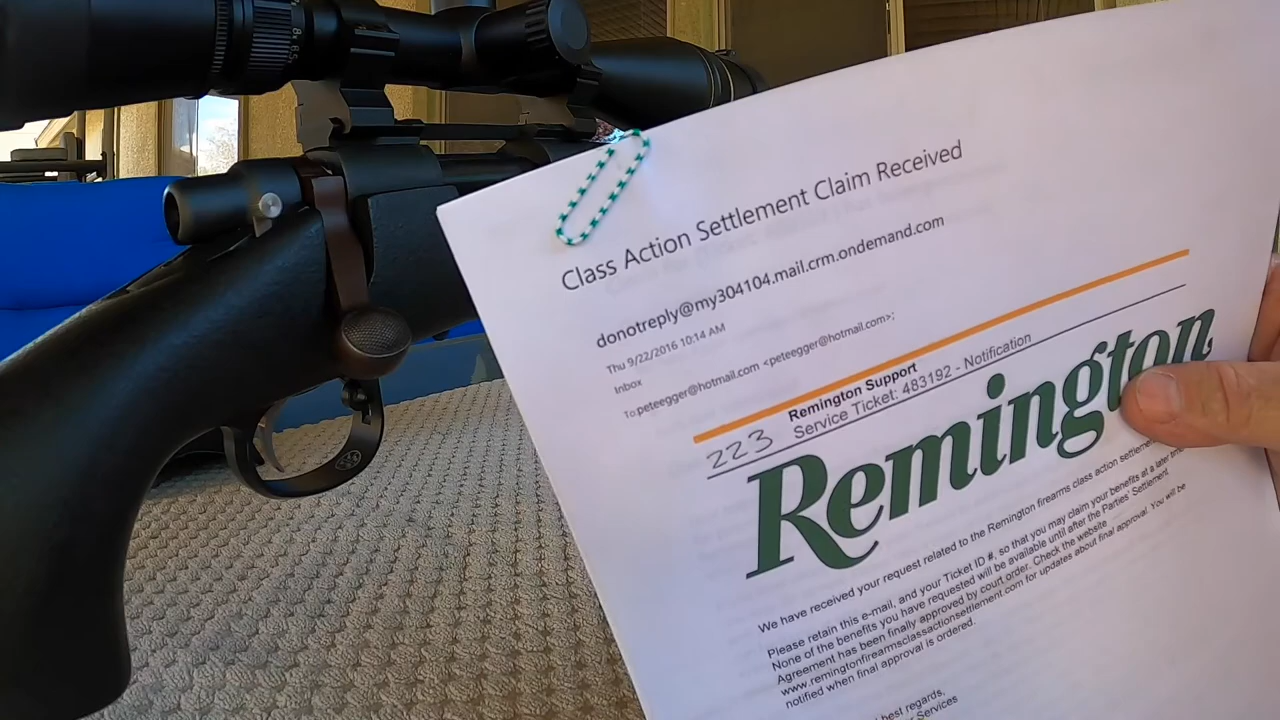 Class Action Settlement Claim Received
donotreply@my304104.mail.crm.ondemand.com
Thu 9/22/2016 10:14 AM
Inbox
To: peteegger@hotmail.com <peteegger@hotmail.com>;
Remington Support
223 Service Ticket: 483192 - Notification
Remington
We have received your request related to the Remington firearms class action settlement
Please retain this e-mail, and your Ticket ID #, so that you may claim your benefits at a later time
None of the benefits you have requested will be available until after the Parties' Settlement
Agreement has been finally approved by court order. Check the website
www.remingtonfirearmsclassactionsettlement.com for updates about final approval. You will be
notified when final approval is ordered.
best regards,
Services